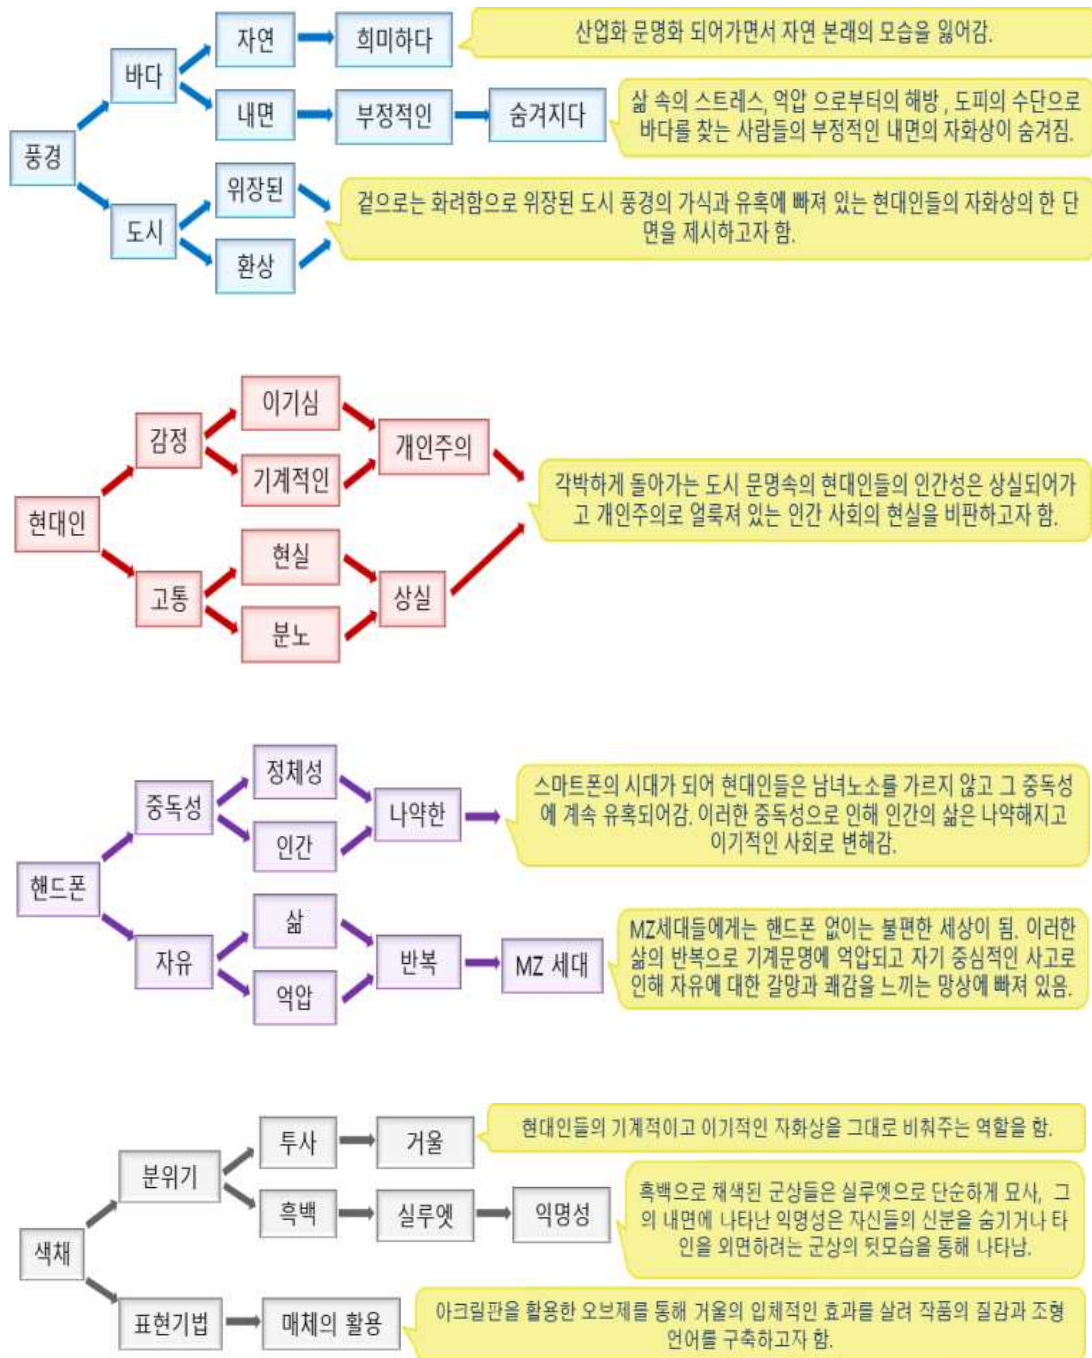 자연
희미하다
산업화 문명화 되어가면서 자연 본래의 모습을 잃어감.
바다
내면
부정적인
숨겨지다
삶 속의 스트레스, 억압 으로부터의 해방 , 도피의 수단으로
바다를 찾는 사람들의 부정적인 내면의 자화상이 숨겨짐.
풍경
도시
위장된
환상
겉으로는 화려함으로 위장된 도시 풍경의 가식과 유혹에 빠져 있는 현대인들의 자화상의 한 단
면을 제시하고자 함.
현대인
감정
이기심
기계적인
개인주의
고통
현실
분노
상실
각박하게 돌아가는 도시 문명속의 현대인들의 인간성은 상실되어가
고 개인주의로 얼룩져 있는 인간 사회의 현실을 비판하고자 함.
핸드폰
중독성
정체성
인간
나약한
스마트폰의 시대가 되어 현대인들은 남녀노소를 가르지 않고 그 중독성
에 계속 유혹되어감. 이러한 중독성으로 인해 인간의 삶은 나약해지고
이기적인 사회로 변해감.
자유
삶
억압
반복
MZ 세대
MZ세대들에게는 핸드폰 없이는 불편한 세상이 됨. 이러한
삶의 반복으로 기계문명에 억압되고 자기 중심적인 사고로
인해 자유에 대한 갈망과 쾌감을 느끼는 망상에 빠져 있음.
색채
분위기
투사
거울
현대인들의 기계적이고 이기적인 자화상을 그대로 비춰주는 역할을 함.
흑백
실루엣
익명성
흑백으로 채색된 군상들은 실루엣으로 단순하게 묘사, 그
의 내면에 나타난 익명성은 자신들의 신분을 숨기거나 타
인을 외면하려는 군상의 뒷모습을 통해 나타남.
표현기법
매체의 활용
아크릴판을 활용한 오브제를 통해 거울의 입체적인 효과를 살려 작품의 질감과 조형
언어를 구축하고자 함.